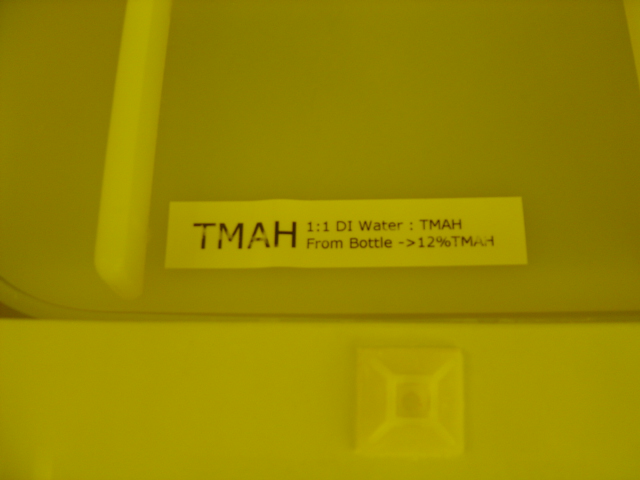 TMAH
1:1 DI Water : TMAH
From Bottle ->12%TMAH